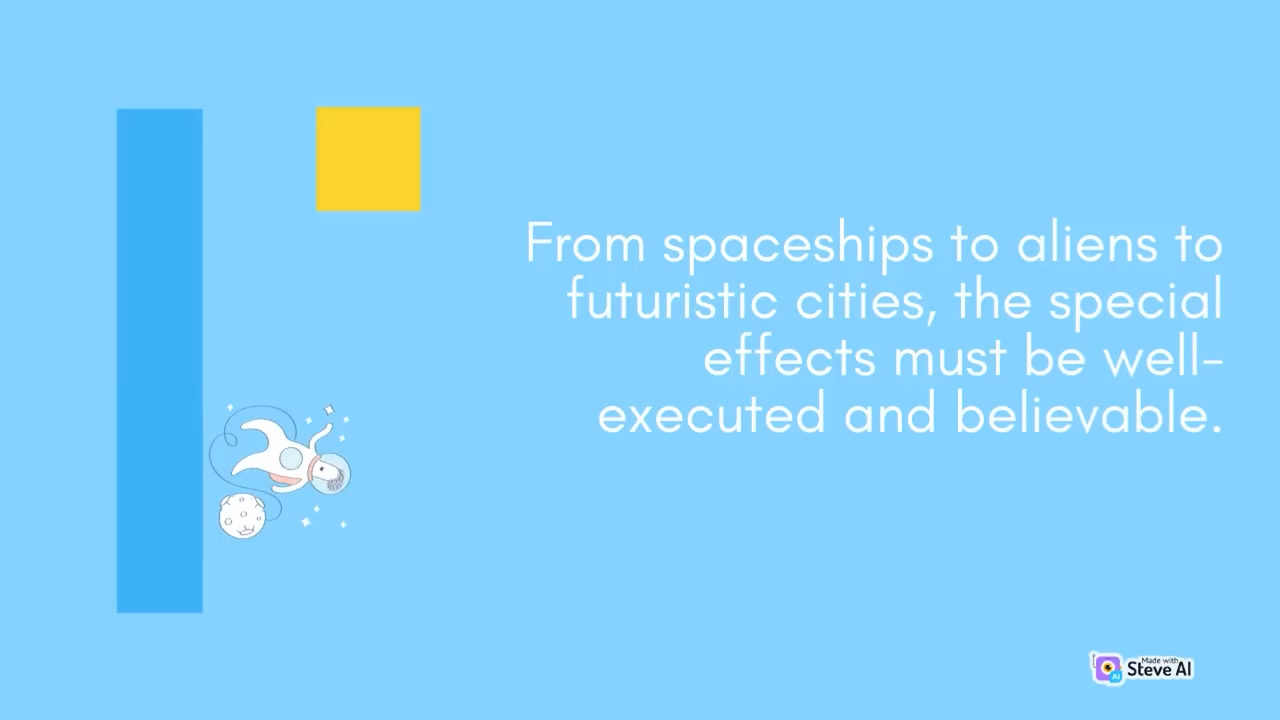 From spaceships to aliens to
futuristic cities, the special
effects must be well-
executed and believable.
Made with
Steve AI
AI